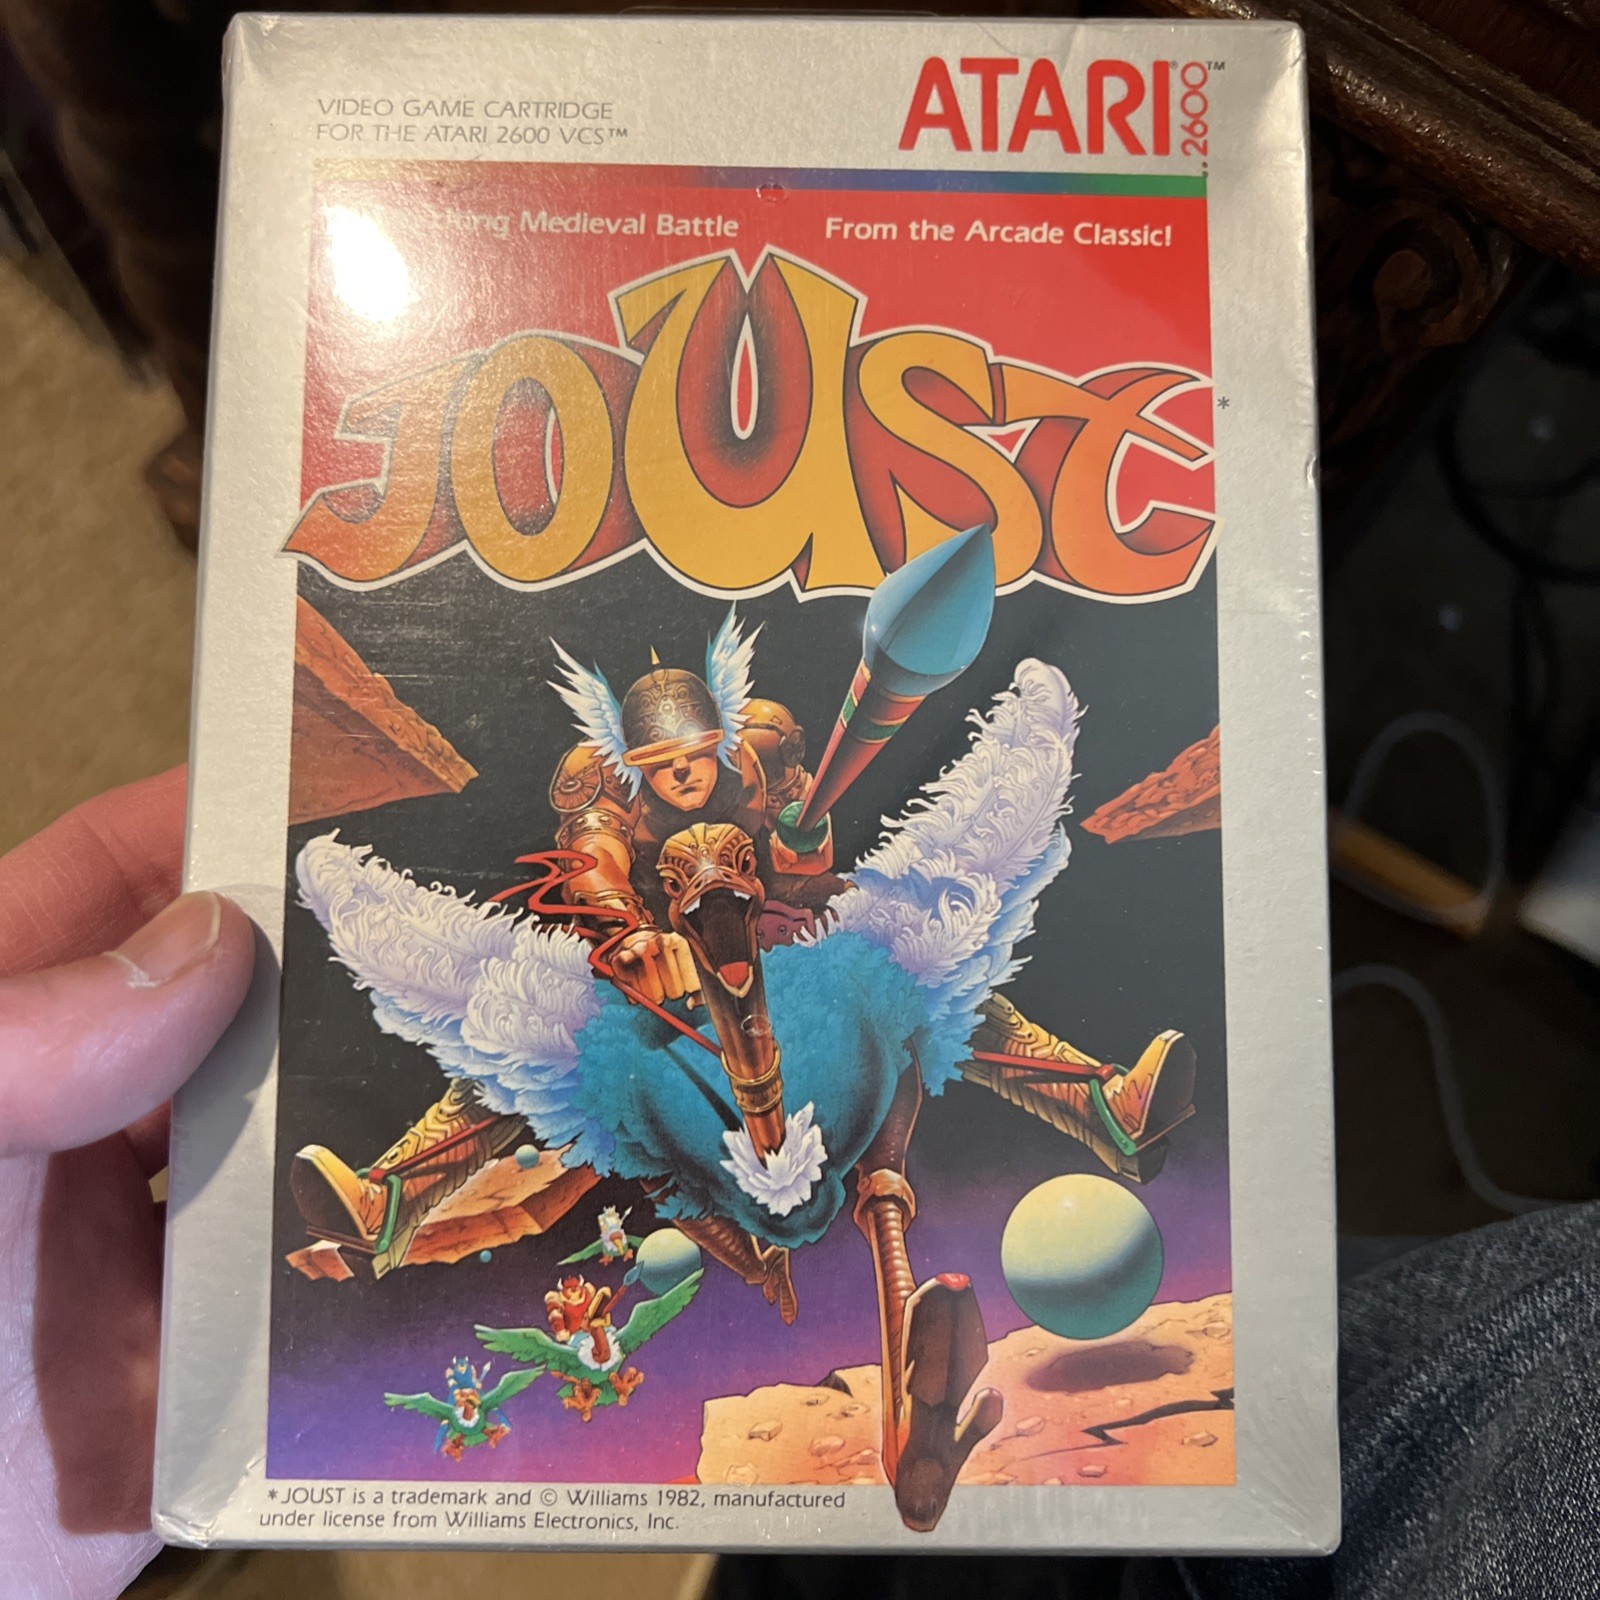 VIDEO GAME CARTRIDGE
FOR THE ATARI 2600 VCS™
ATARI® 2600™
Medieval Battle
From the Arcade Classic!
JOUST*
*JOUST is a trademark and © Williams 1982, manufactured
under license from Williams Electronics, Inc.